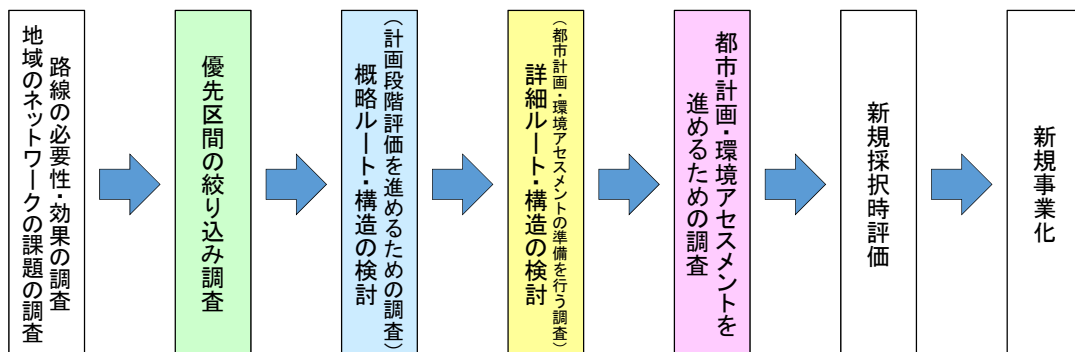 路線の必要性・効果の調査
地域のネットワークの課題の調査
優先区間の絞り込み調査
（計画段階評価を進めるための調査）
概略ルート・構造の検討
（都市計画・環境アセスメントの準備を行う調査）
詳細ルート・構造の検討
都市計画・環境アセスメントを
進めるための調査
新規採択時評価
新規事業化